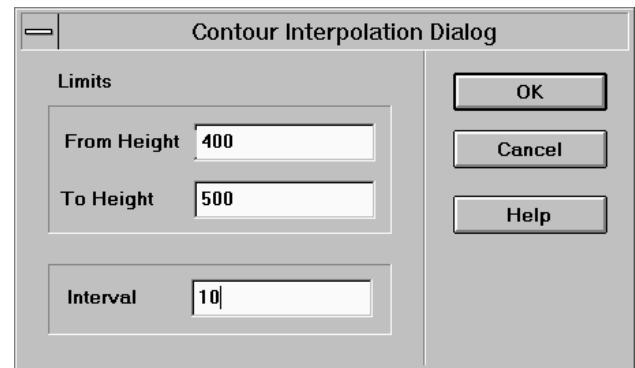 Contour Interpolation Dialog
Limits
From Height 400
To Height 500
Interval 10
OK
Cancel
Help